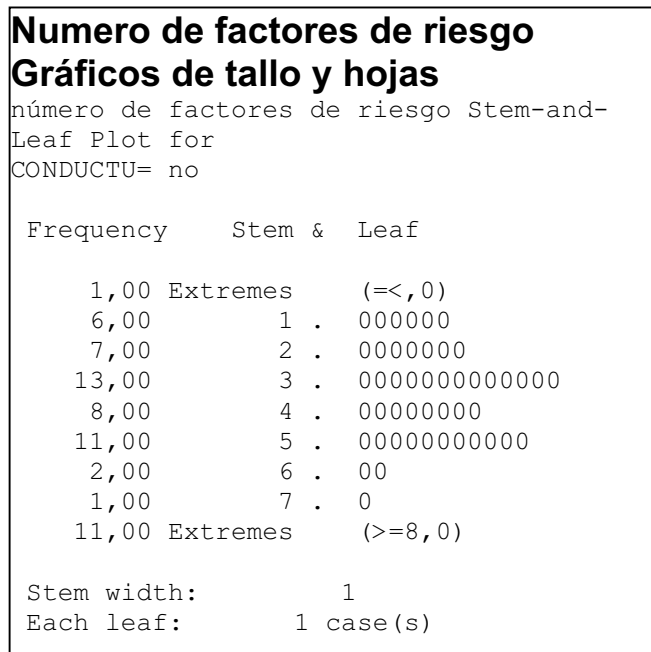 Numero de factores de riesgo
Gráficos de tallo y hojas
número de factores de riesgo Stem-and-
Leaf Plot for
CONDUCTU= no
Frequency    Stem &  Leaf
1,00 Extremes    (=<,0)
6,00        1 .  000000
7,00        2 .  0000000
13,00        3 .  0000000000000
8,00        4 .  00000000
11,00        5 .  00000000000
2,00        6 .  00
1,00        7 .  0
11,00 Extremes    (>=8,0)
Stem width:         1
Each leaf:       1 case(s)